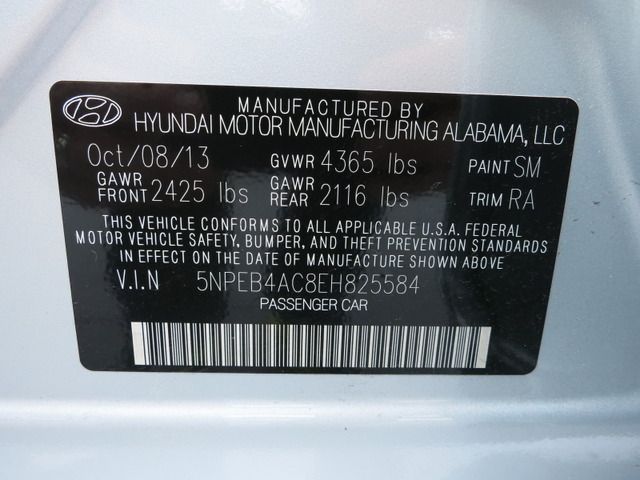 MANUFACTURED BY
HYUNDAI MOTOR MANUFACTURING ALABAMA, LLC
Oct/08/13 GVWR 4365 lbs PAINT SM
GAWR FRONT 2425 lbs GAWR REAR 2116 lbs TRIM RA
THIS VEHICLE CONFORMS TO ALL APPLICABLE U.S.A. FEDERAL
MOTOR VEHICLE SAFETY, BUMPER, AND THEFT PREVENTION
STANDARDS IN EFFECT ON THE DATE OF MANUFACTURE SHOWN ABOVE
V.I.N 5NPEB4AC8EH825584
PASSENGER CAR